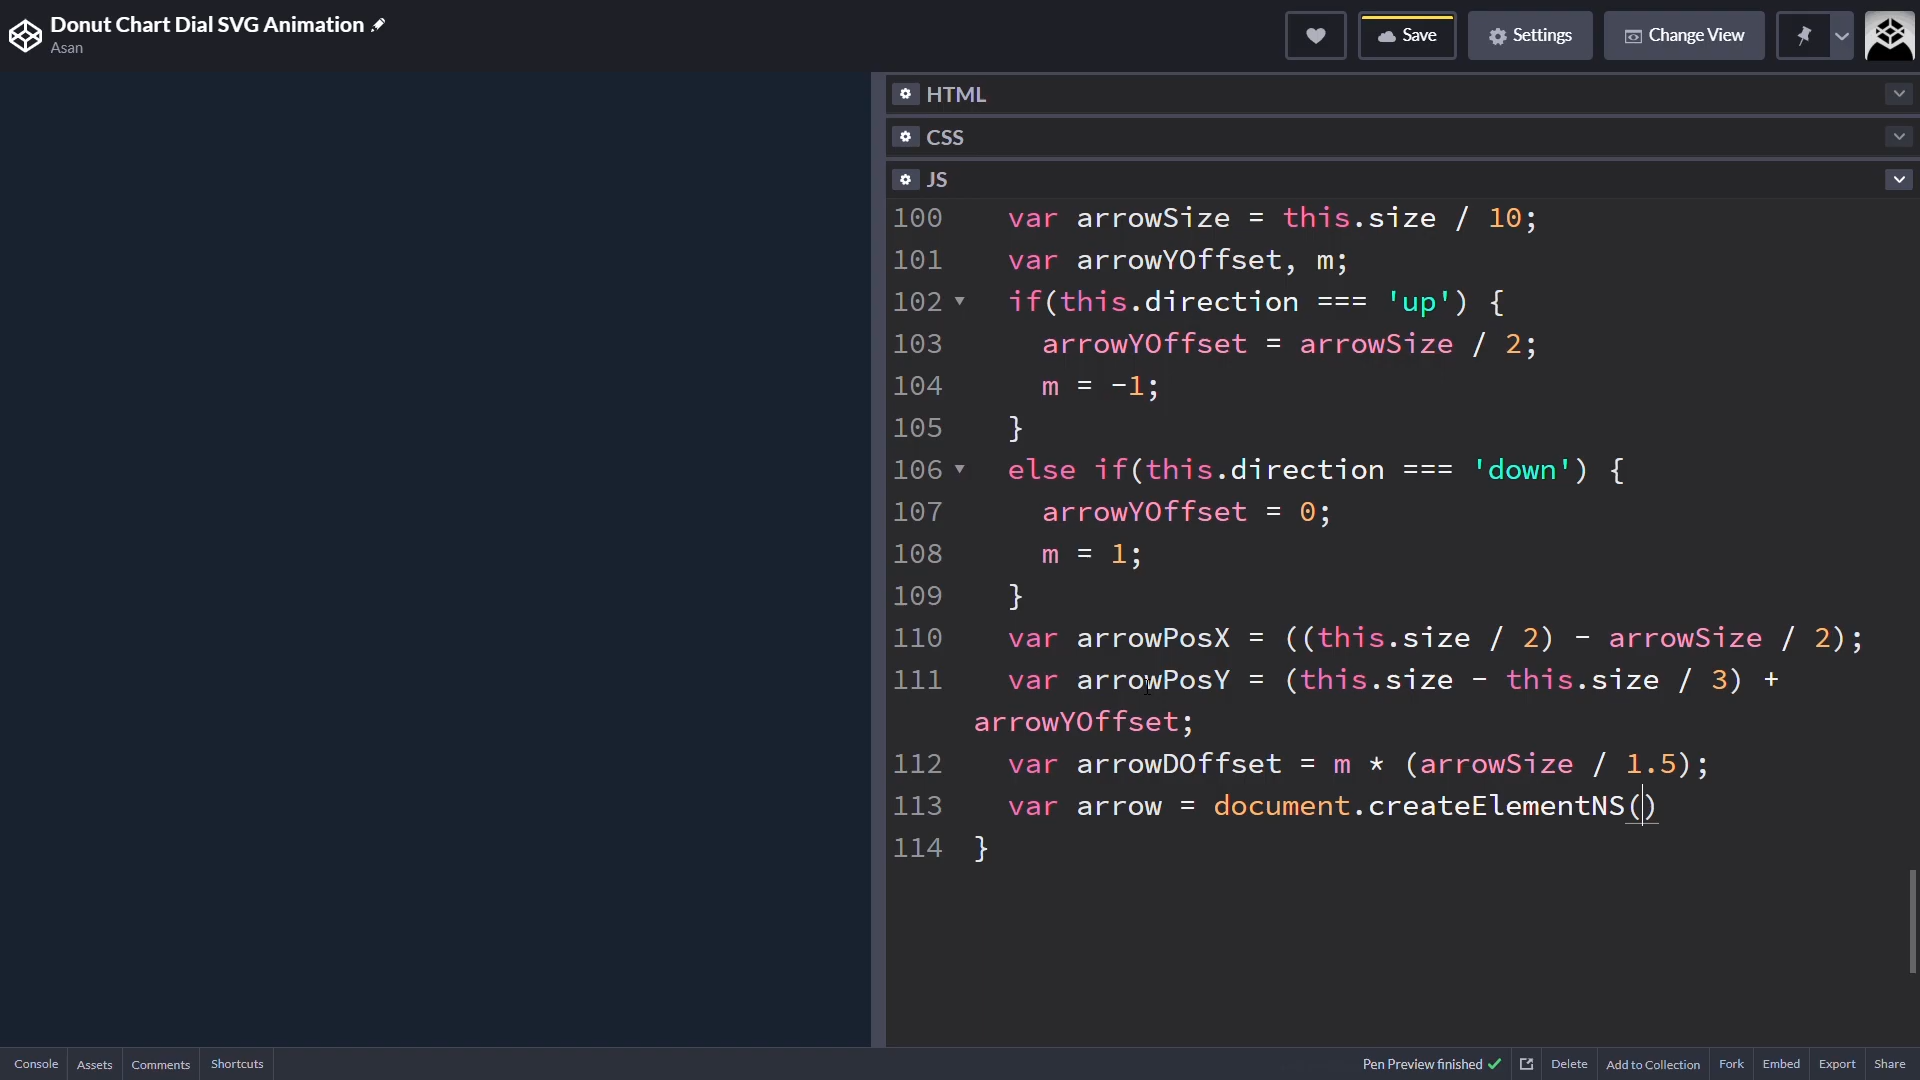 Donut Chart Dial SVG Animation
Asan
Save
Settings
Change View
HTML
CSS
JS
100 var arrowSize = this.size / 10;
101 var arrowYOffset, m;
102 if(this.direction === 'up') {
103 arrowYOffset = arrowSize / 2;
104 m = -1;
105 }
106 else if(this.direction === 'down') {
107 arrowYOffset = 0;
108 m = 1;
109 }
110 var arrowPosX = ((this.size / 2) - arrowSize / 2);
111 var arrowPosY = (this.size - this.size / 3) +
arrowYOffset;
112 var arrowDOffset = m * (arrowSize / 1.5);
113 var arrow = document.createElementNS()
114 }
Console Assets Comments Shortcuts
Pen Preview finished Delete Add to Collection Fork Embed Export Share